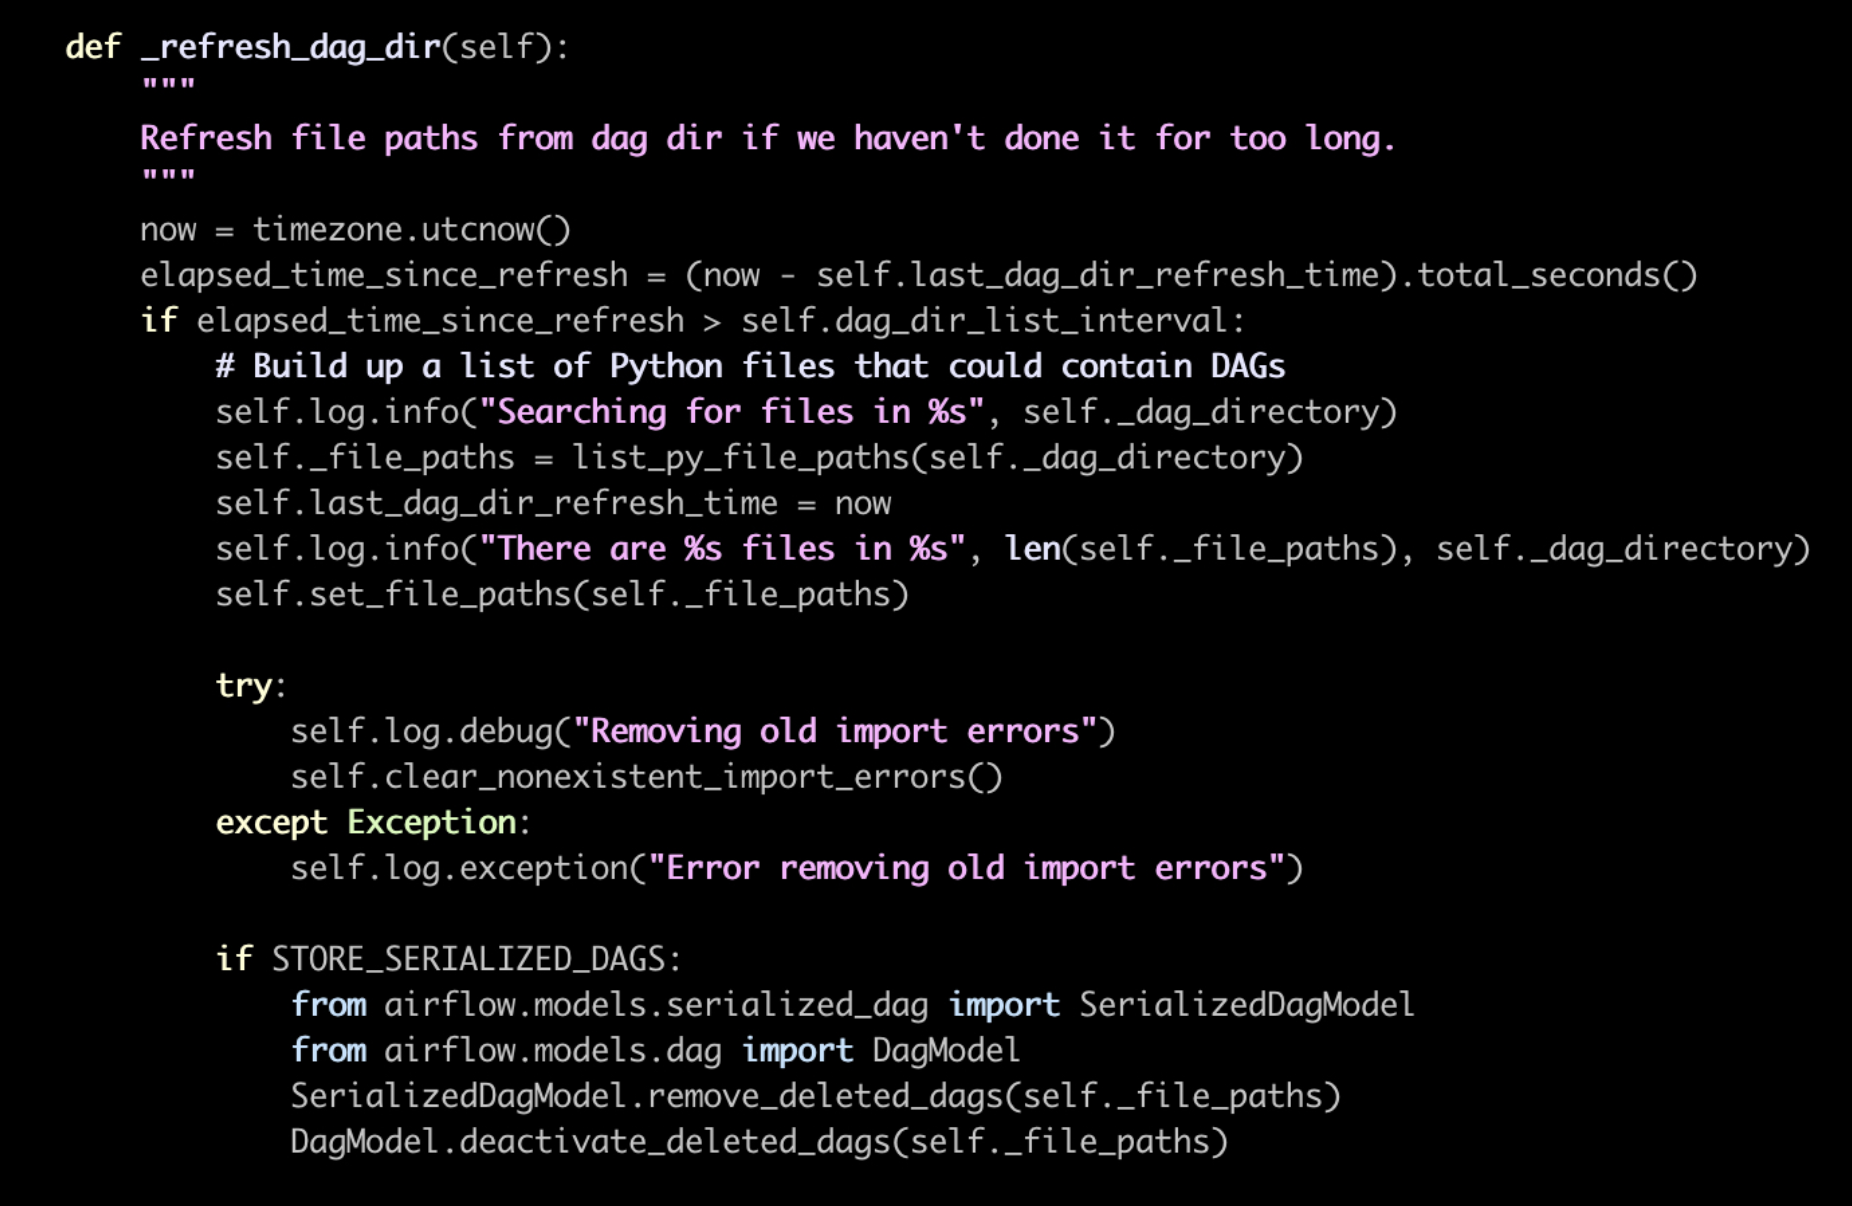 def _refresh_dag_dir(self):
    """
    Refresh file paths from dag dir if we haven't done it for too long.
    """
    now = timezone.utcnow()
    elapsed_time_since_refresh = (now - self.last_dag_dir_refresh_time).total_seconds()
    if elapsed_time_since_refresh > self.dag_dir_list_interval:
        # Build up a list of Python files that could contain DAGs
        self.log.info("Searching for files in %s", self._dag_directory)
        self._file_paths = list_py_file_paths(self._dag_directory)
        self.last_dag_dir_refresh_time = now
        self.log.info("There are %s files in %s", len(self._file_paths), self._dag_directory)
        self.set_file_paths(self._file_paths)

        try:
            self.log.debug("Removing old import errors")
            self.clear_nonexistent_import_errors()
        except Exception:
            self.log.exception("Error removing old import errors")

        if STORE_SERIALIZED_DAGS:
            from airflow.models.serialized_dag import SerializedDagModel
            from airflow.models.dag import DagModel
            SerializedDagModel.remove_deleted_dags(self._file_paths)
            DagModel.deactivate_deleted_dags(self._file_paths)